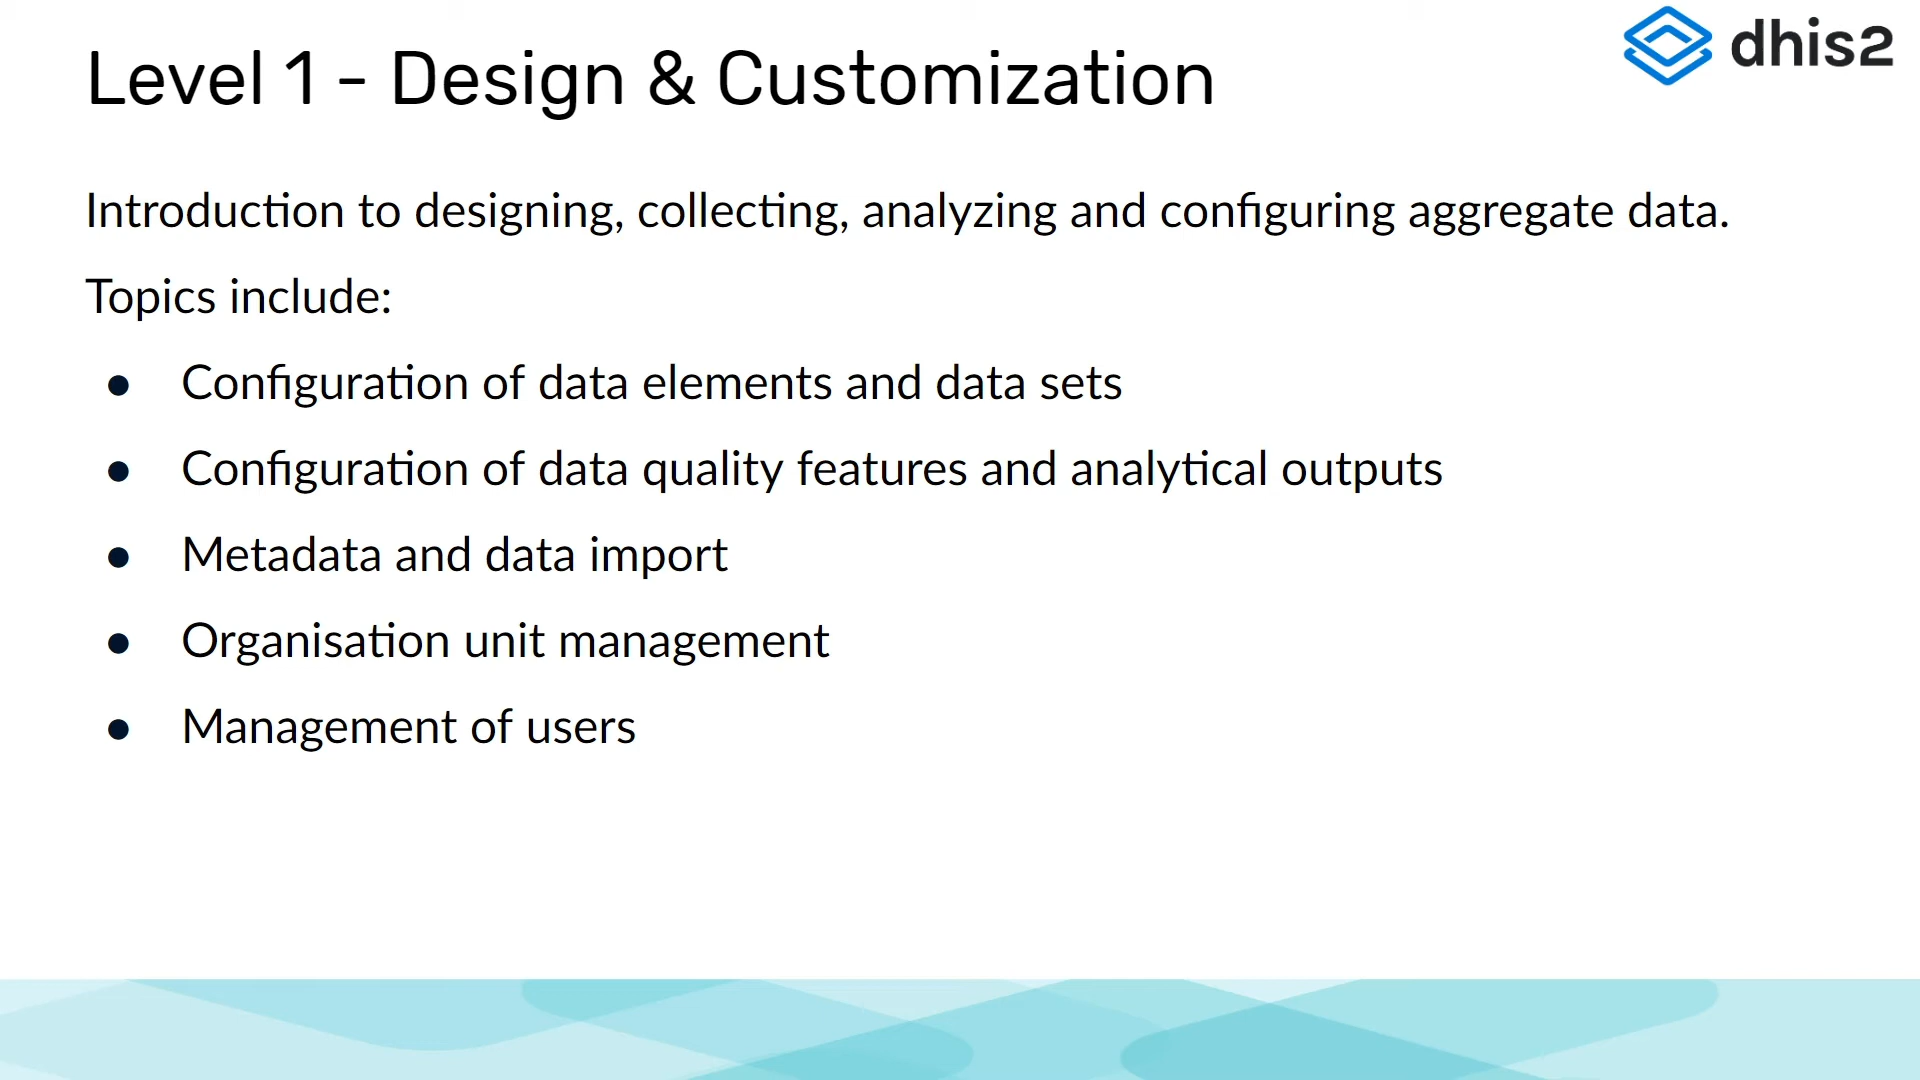 Level 1 - Design & Customization
dhis2
Introduction to designing, collecting, analyzing and configuring aggregate data.
Topics include:
● Configuration of data elements and data sets
● Configuration of data quality features and analytical outputs
● Metadata and data import
● Organisation unit management
● Management of users